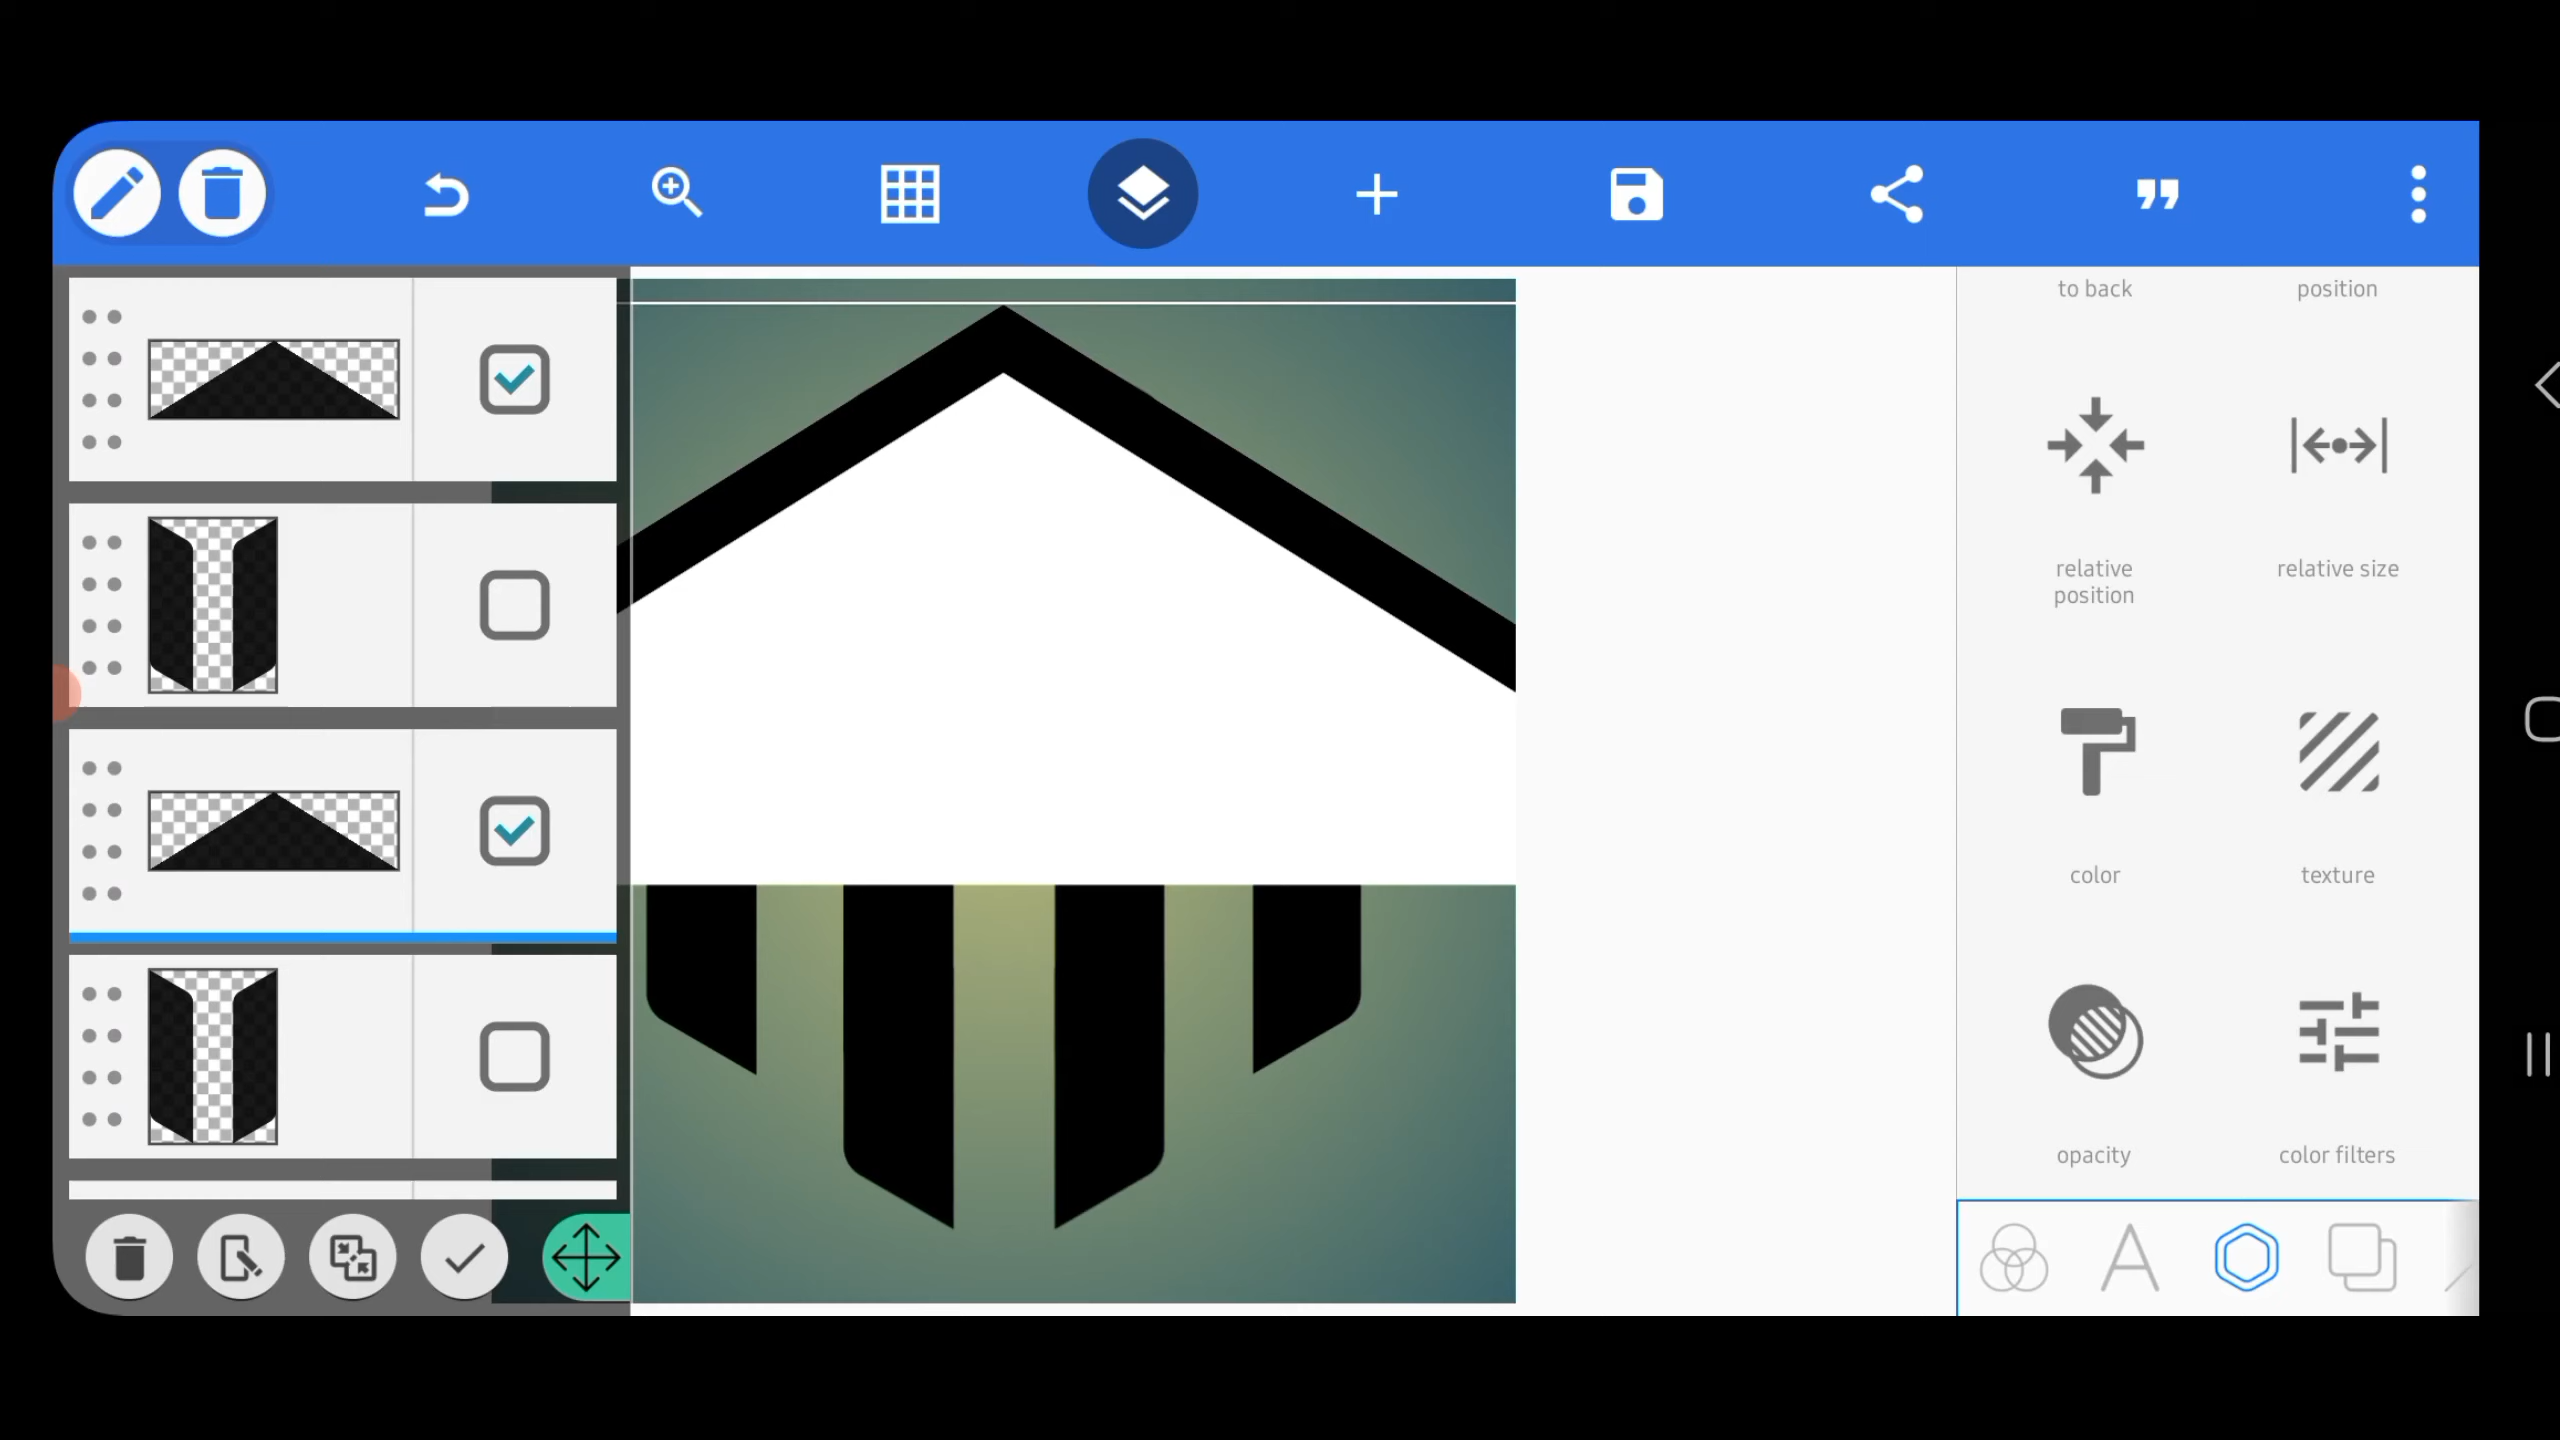 to back
position
relative
position
relative size
color
texture
opacity
color filters